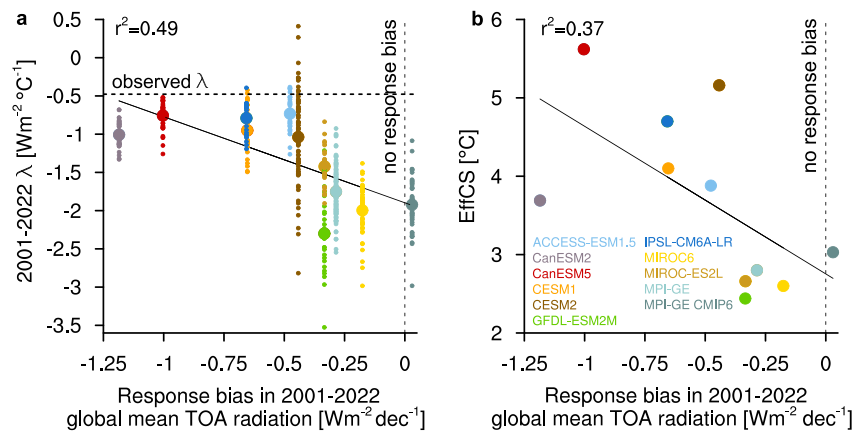 a
r²=0.49
observed λ
no response bias
2001-2022 λ [Wm⁻² °C⁻¹]
0.5
0
-0.5
-1
-1.5
-2
-2.5
-3
-3.5
-1.25 -1 -0.75 -0.5 -0.25 0
Response bias in 2001-2022
global mean TOA radiation [Wm⁻² dec⁻¹]
b
r²=0.37
no response bias
EffCS [°C]
6
5
4
3
2
ACCESS-ESM1.5 IPSL-CM6A-LR
CanESM2 MIROC6
CanESM5 MIROC-ES2L
CESM1 MPI-GE
CESM2 MPI-GE CMIP6
GFDL-ESM2M
-1.25 -1 -0.75 -0.5 -0.25 0
Response bias in 2001-2022
global mean TOA radiation [Wm⁻² dec⁻¹]